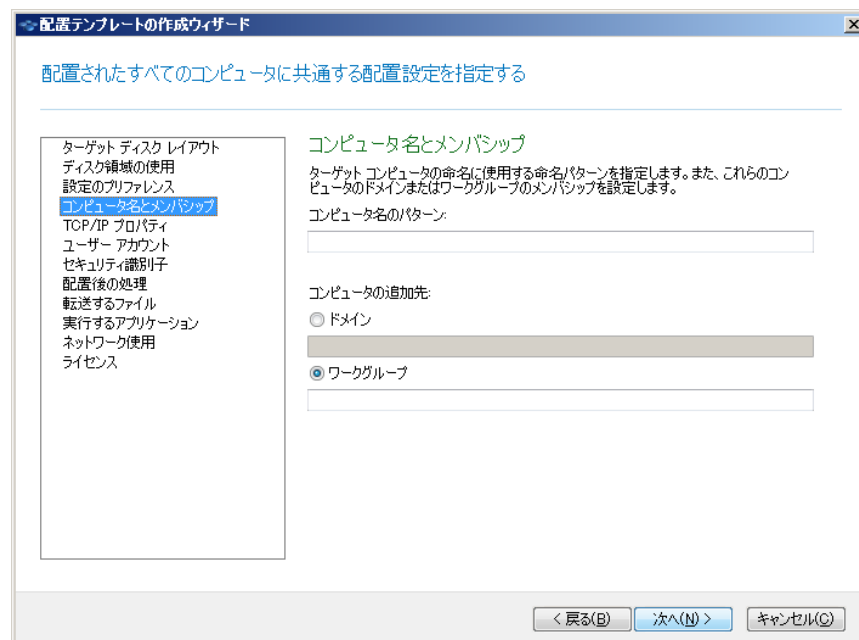 配置テンプレートの作成ウィザード
配置されたすべてのコンピュータに共通する配置設定を指定する
ターゲット ディスク レイアウト
ディスク領域の使用
設定のプリファレンス
コンピュータ名とメンバシップ
TCP/IP プロパティ
ユーザー アカウント
セキュリティ識別子
配置後の処理
転送するファイル
実行するアプリケーション
ネットワーク使用
ライセンス
コンピュータ名とメンバシップ
ターゲット コンピュータの命名に使用する命名パターンを指定します。また、これらのコン
ピュータのドメインまたはワークグループのメンバシップを設定します。
コンピュータ名のパターン:
コンピュータの追加先:
ドメイン
ワークグループ
< 戻る(B)
次へ(N) >
キャンセル(C)